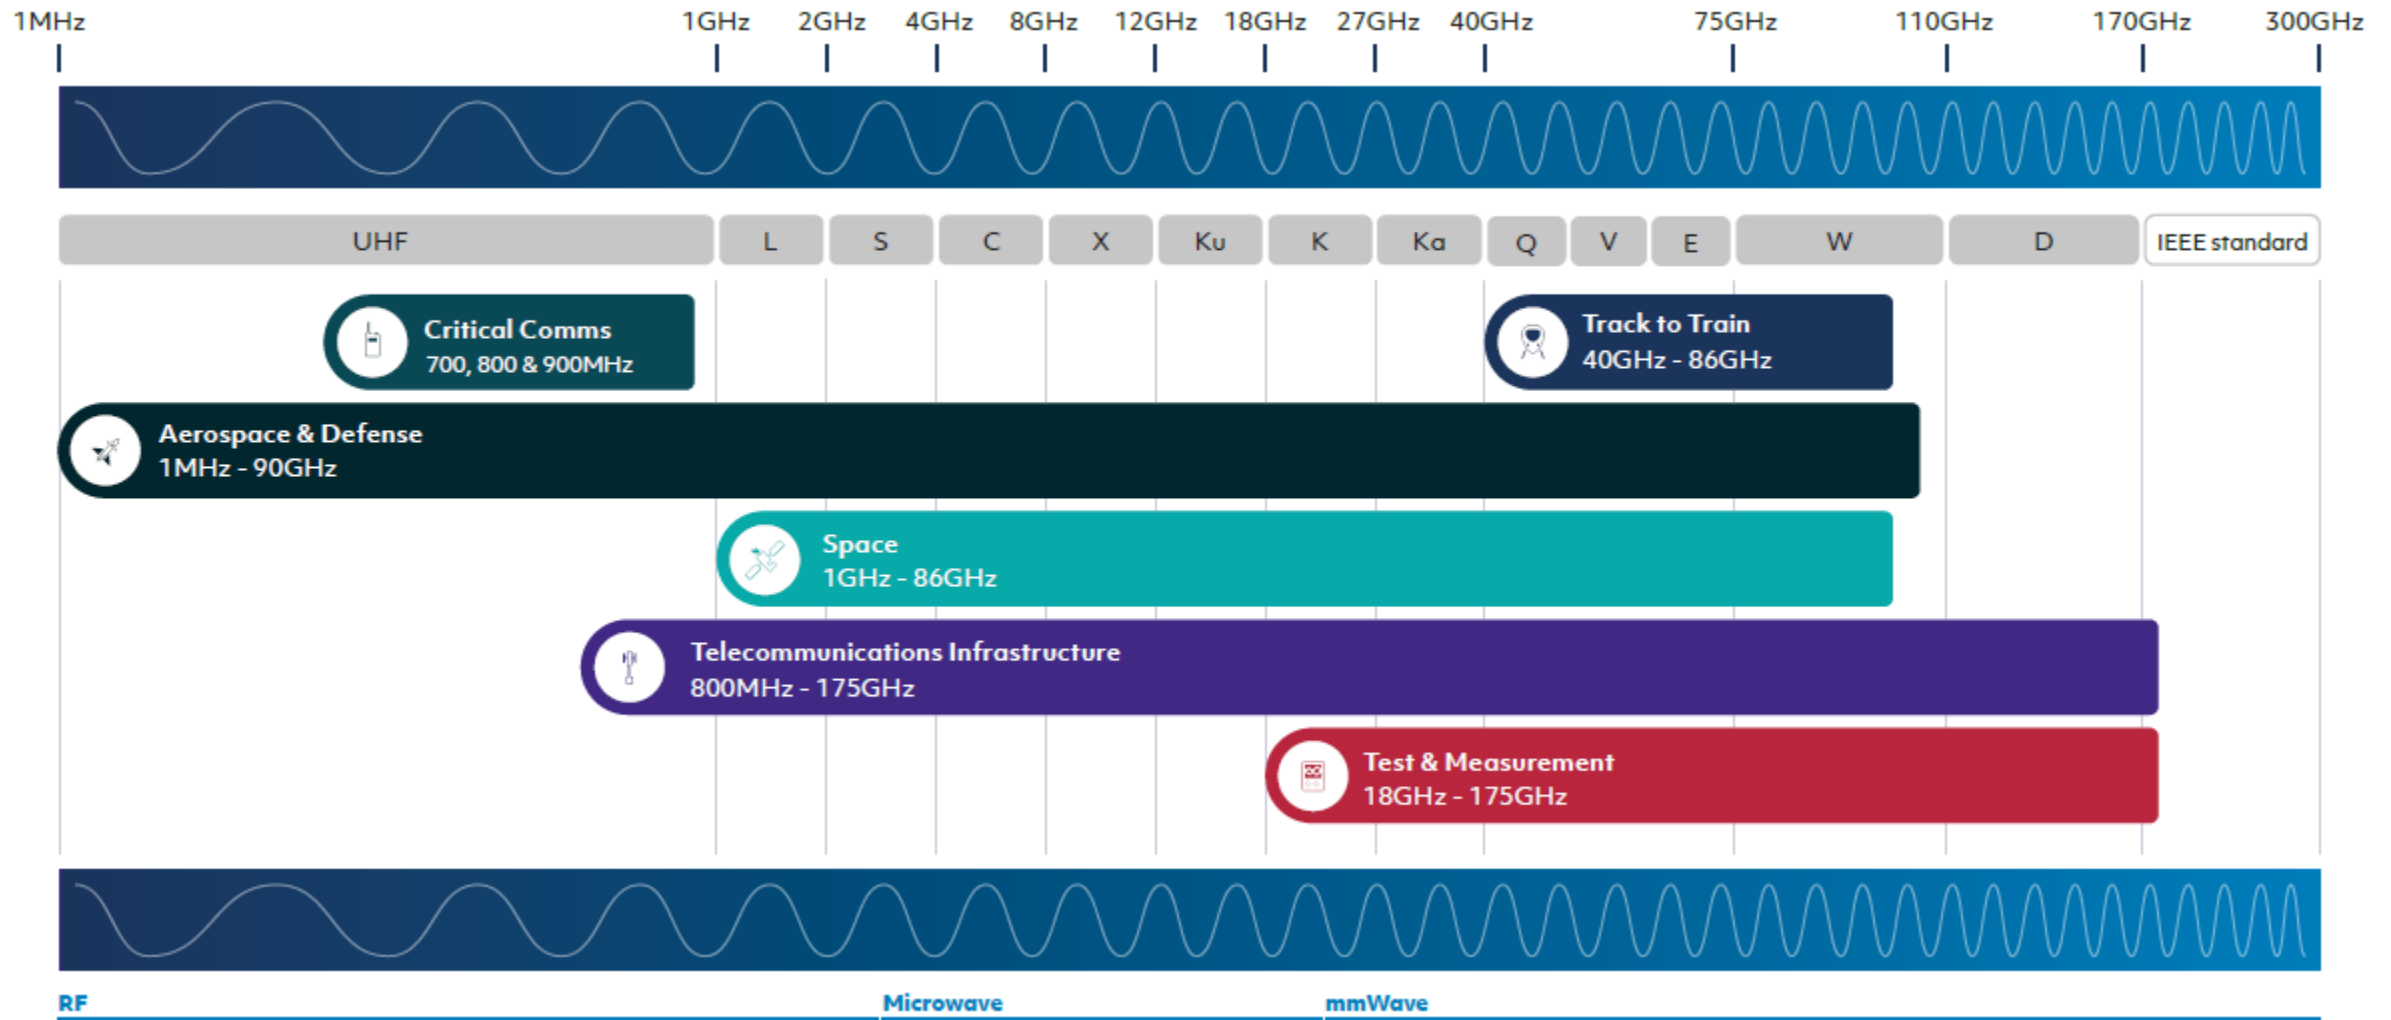 1MHz 1GHz 2GHz 4GHz 8GHz 12GHz 18GHz 27GHz 40GHz 75GHz 110GHz 170GHz 300GHz
UHF L S C X Ku K Ka Q V E W D IEEE standard
Critical Comms
700, 800 & 900MHz
Track to Train
40GHz - 86GHz
Aerospace & Defense
1MHz - 90GHz
Space
1GHz - 86GHz
Telecommunications Infrastructure
800MHz - 175GHz
Test & Measurement
18GHz - 175GHz
RF Microwave mmWave